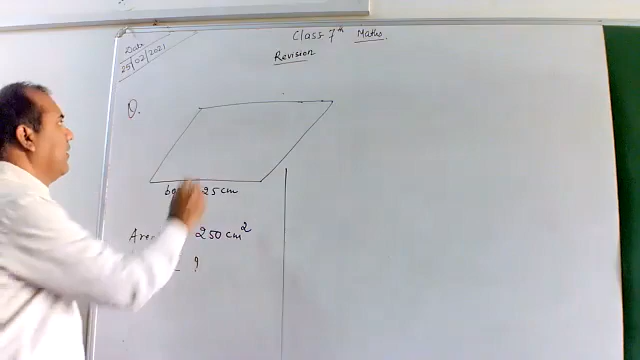 Class 7th Maths.
Revision
Date
25/02/2021
Q.
25 cm
250 cm²
?